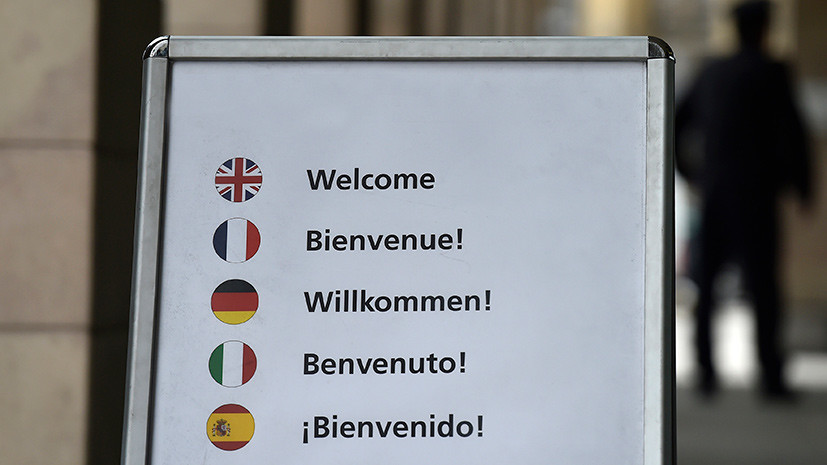 Welcome
Bienvenue!
Willkommen!
Benvenuto!
¡Bienvenido!